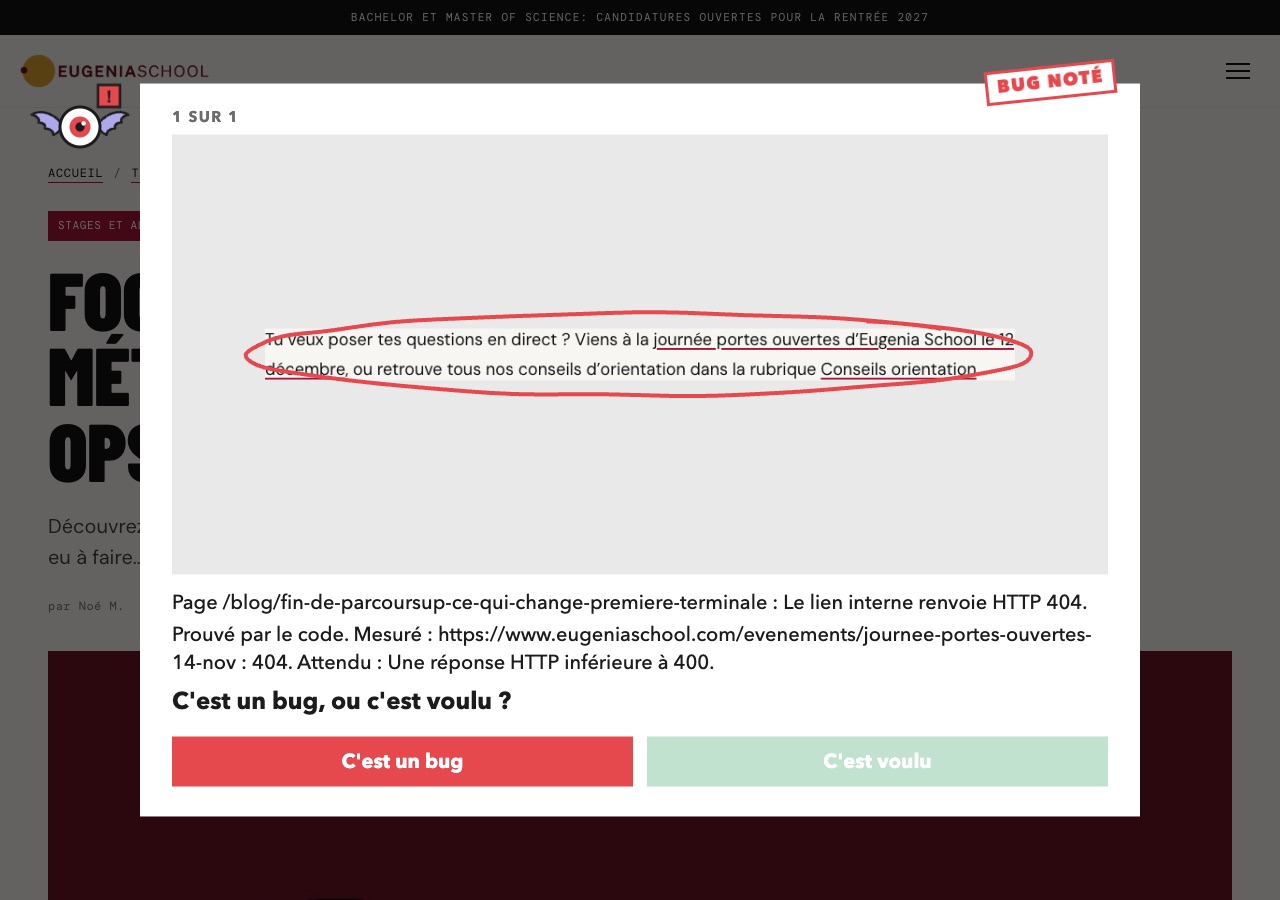 BACHELOR ET MASTER OF SCIENCE: CANDIDATURES OUVERTES POUR LA RENTRÉE 2027
EUGENIASCHOOL
!
BUG NOTÉ
1 SUR 1
ACCUEIL /
STAGES ET
Tu veux poser tes questions en direct ? Viens à la journée portes ouvertes d’Eugenia School le 12
décembre, ou retrouve tous nos conseils d’orientation dans la rubrique Conseils orientation
Découvrez
eu à faire...
par Noé M.
Page /blog/fin-de-parcoursup-ce-qui-change-premiere-terminale : Le lien interne renvoie HTTP 404.
Prouvé par le code. Mesuré : https://www.eugeniaschool.com/evenements/journee-portes-ouvertes-
14-nov : 404. Attendu : Une réponse HTTP inférieure à 400.
C'est un bug, ou c'est voulu ?
C'est un bug
C'est voulu